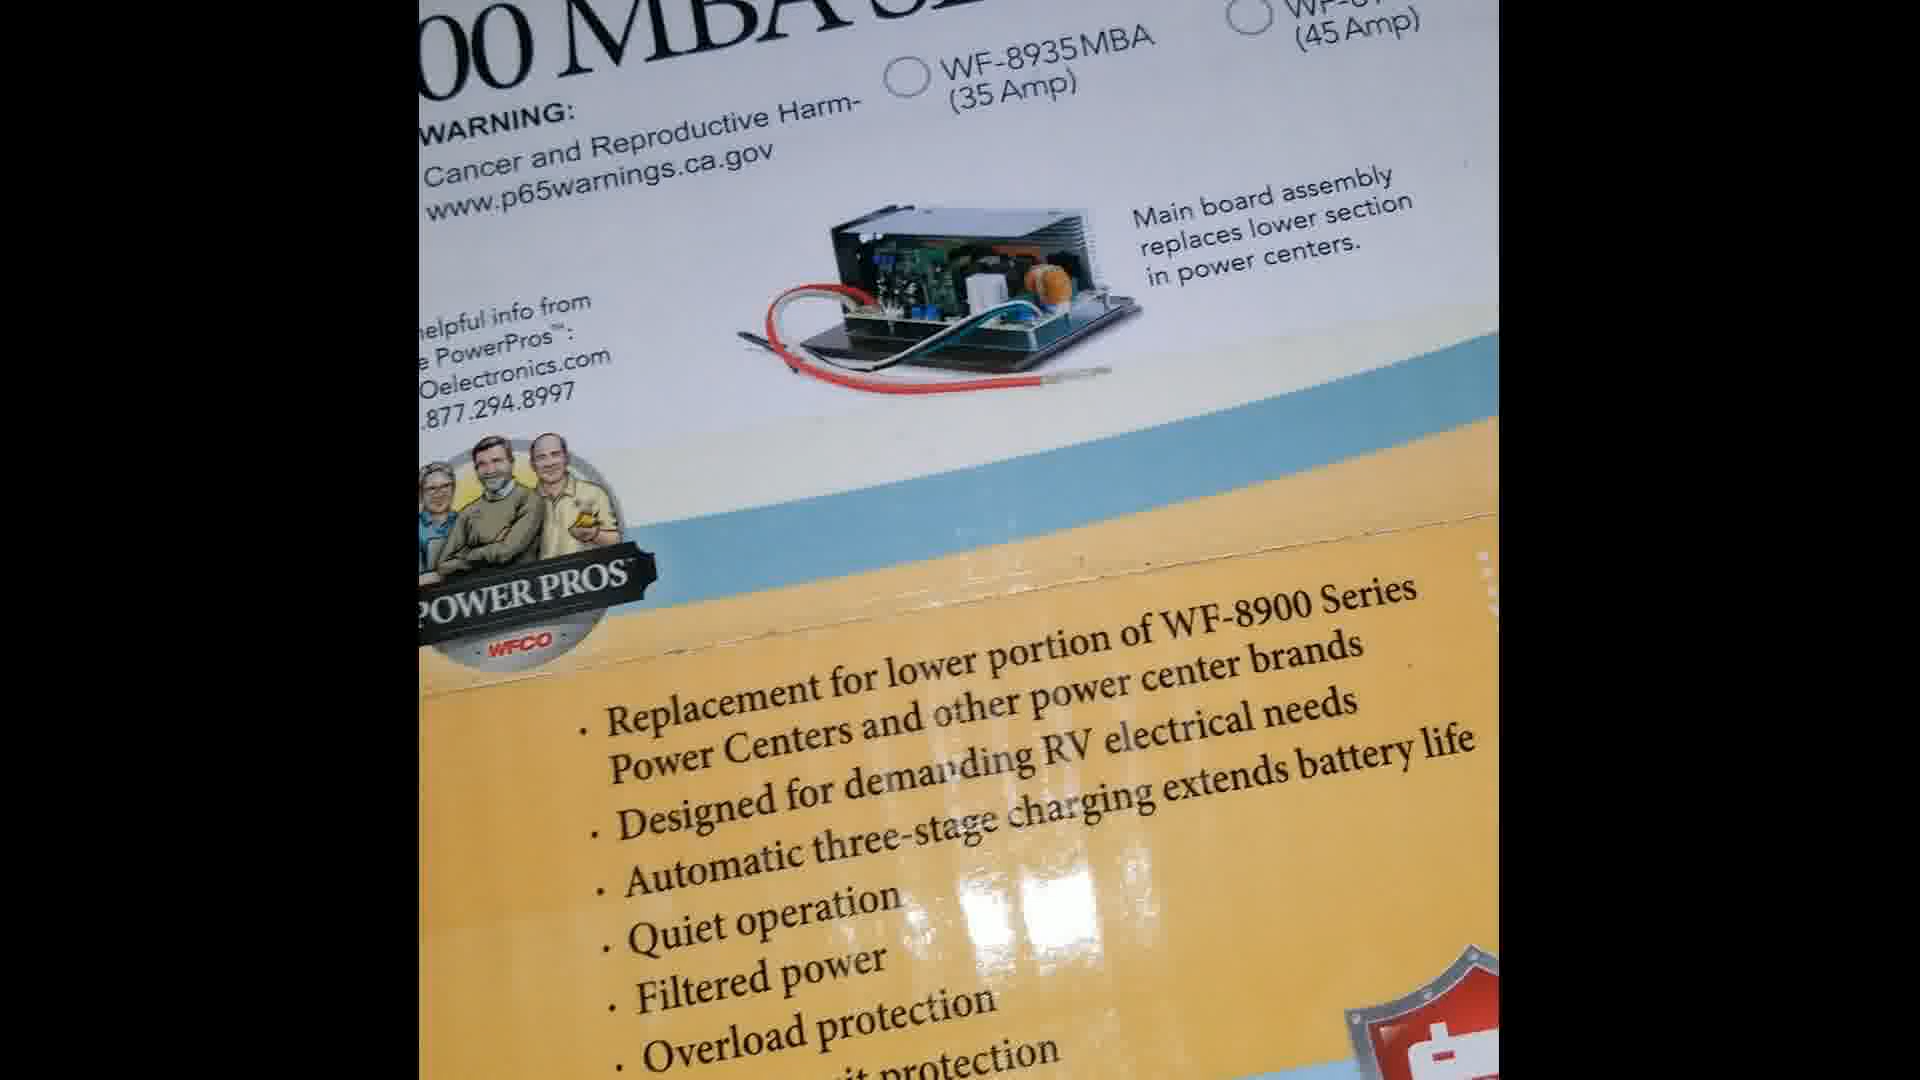 00 MBA
WARNING:
Cancer and Reproductive Harm-
www.p65warnings.ca.gov
WF-8935MBA
(35 Amp)
(45 Amp)
Main board assembly
replaces lower section
in power centers.
helpful info from
PowerPros™:
Oelectronics.com
.877.294.8997
POWER PROS™
WFCO
· Replacement for lower portion of WF-8900 Series
Power Centers and other power center brands
· Designed for demanding RV electrical needs
· Automatic three-stage charging extends battery life
· Quiet operation
· Filtered power
· Overload protection
protection